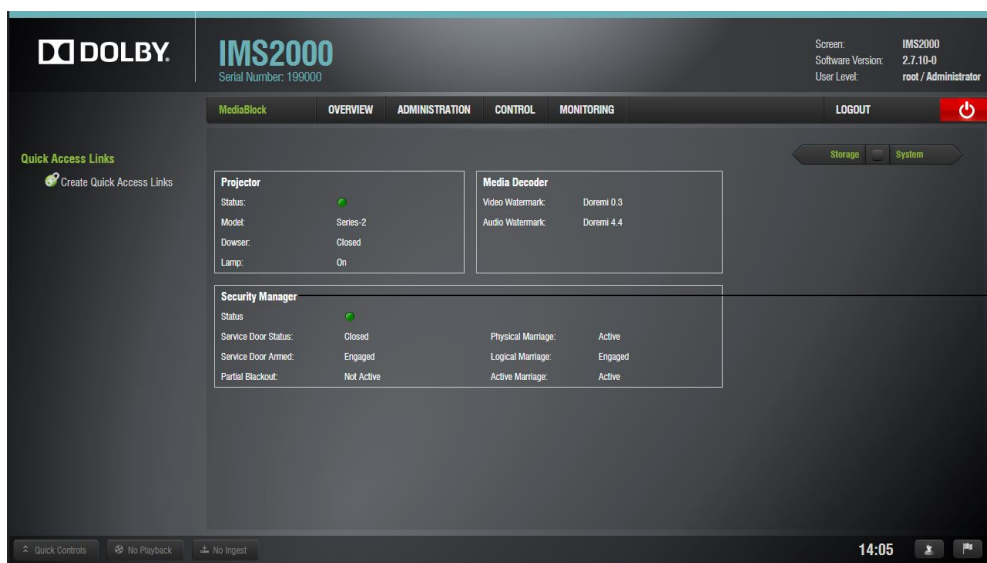 DOLBY.
IMS2000
Serial Number: 199000
Screen: IMS2000
Software Version: 2.7.10-0
User Level: root / Administrator
MediaBlock OVERVIEW ADMINISTRATION CONTROL MONITORING LOGOUT
Storage System
Quick Access Links
Create Quick Access Links
Projector
Status:
Model: Series-2
Dowser: Closed
Lamp: On
Media Decoder
Video Watermark: Doremi 0.3
Audio Watermark: Doremi 4.4
Security Manager
Status
Service Door Status: Closed Physical Marriage: Active
Service Door Armed: Engaged Logical Marriage: Engaged
Partial Blackout: Not Active Active Marriage: Active
Quick Controls No Playback No Ingest 14:05